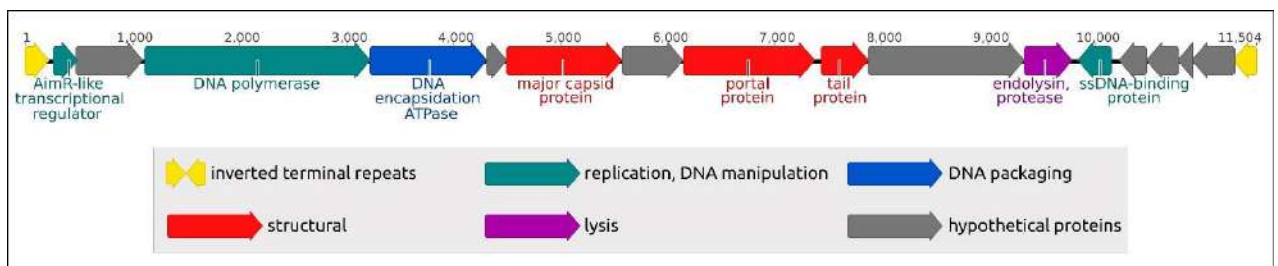 1 1,000 2,000 3,000 4,000 5,000 6,000 7,000 8,000 9,000 10,000 11,504
AimR-like
transcriptional
regulator
DNA polymerase
DNA
encapsidation
ATPase
major capsid
protein
portal
protein
tail
protein
endolysin,
protease
ssDNA-binding
protein
inverted terminal repeats
replication, DNA manipulation
DNA packaging
structural
lysis
hypothetical proteins